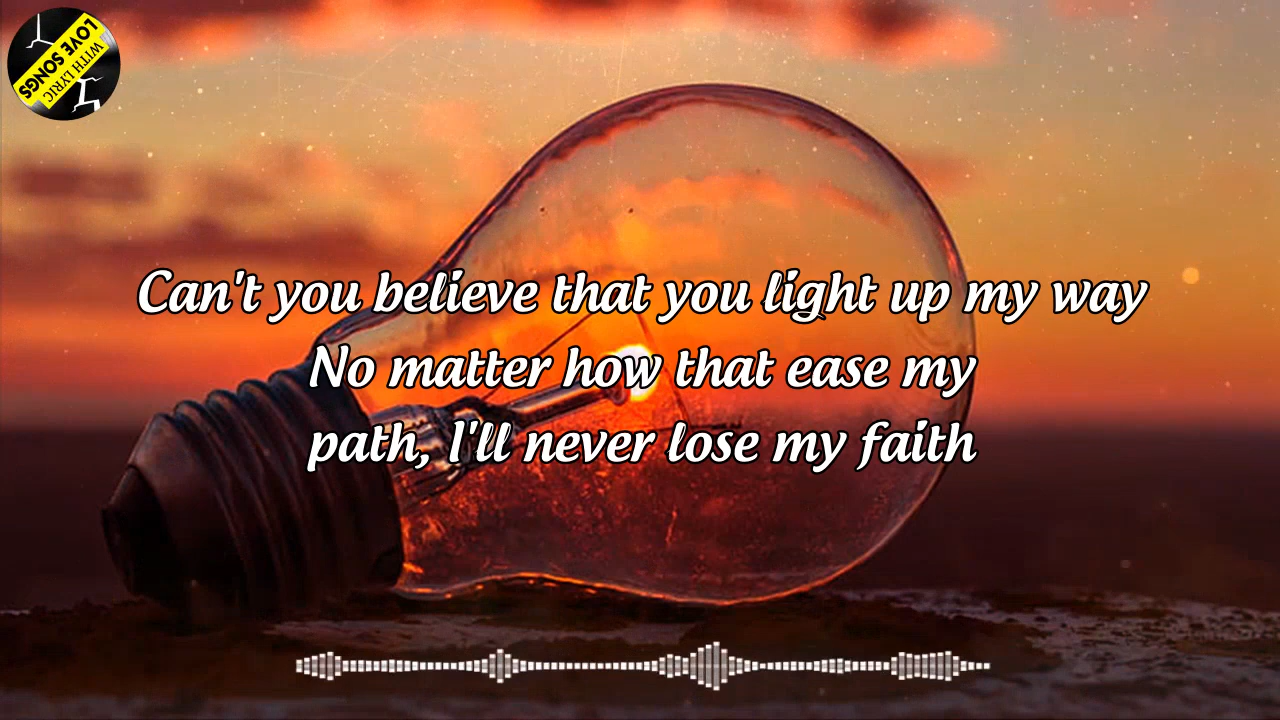 LOVE SONGS
WITH LYRIC
Can't you believe that you light up my way
No matter how that ease my
path, I'll never lose my faith